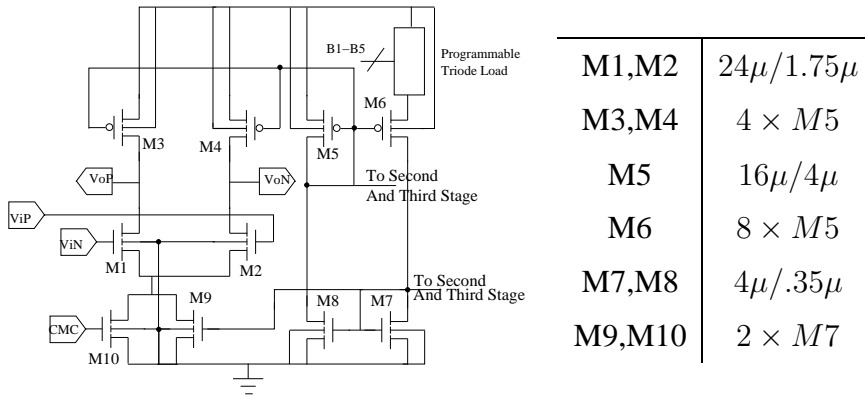 B1–B5
Programmable
Triode Load
M6
M3
M4
M5
VoP
VoN
To Second
And Third Stage
ViP
ViN
M1
M2
To Second
And Third Stage
M9
M8
M7
CMC
M10
M1,M2 24μ/1.75μ
M3,M4 4 × M5
M5 16μ/4μ
M6 8 × M5
M7,M8 4μ/.35μ
M9,M10 2 × M7